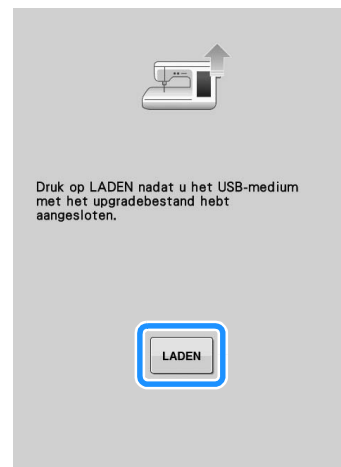 Druk op LADEN nadat u het USB-medium
met het upgradebestand hebt
aangesloten.
LADEN